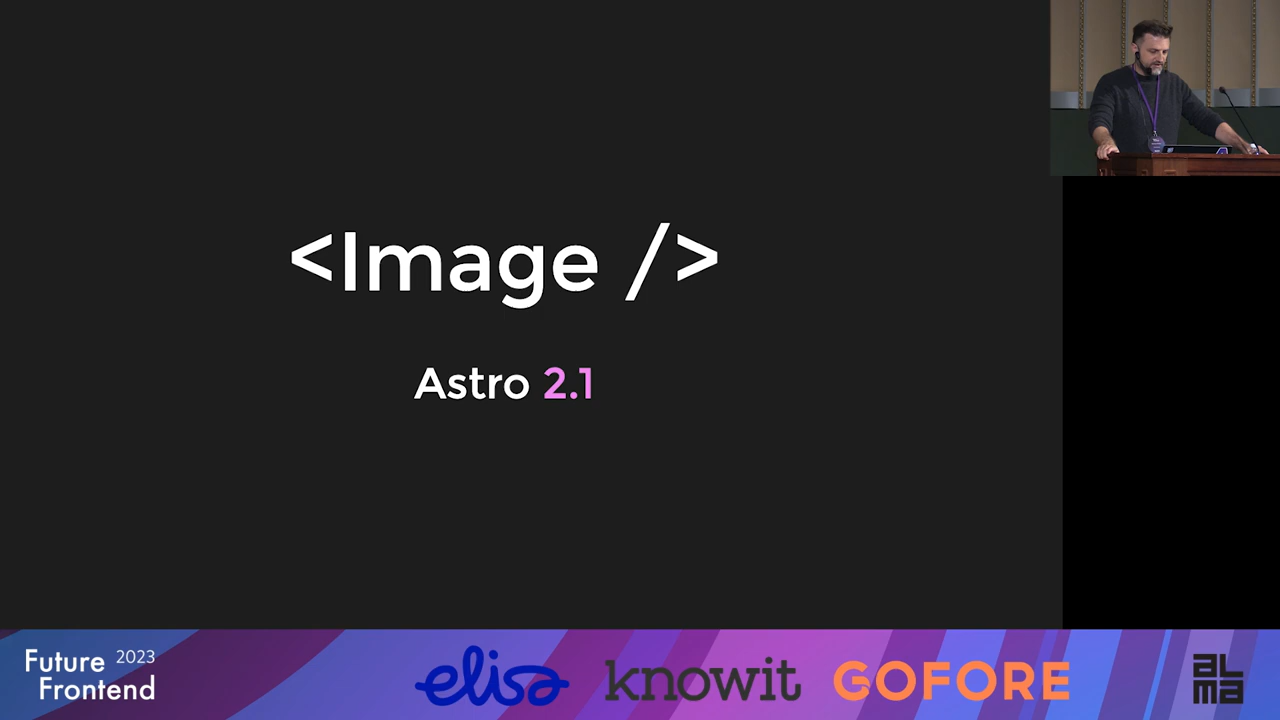 <Image />
Astro 2.1
Future 2023
Frontend
elisa
knowit
GOFORE
ALMA